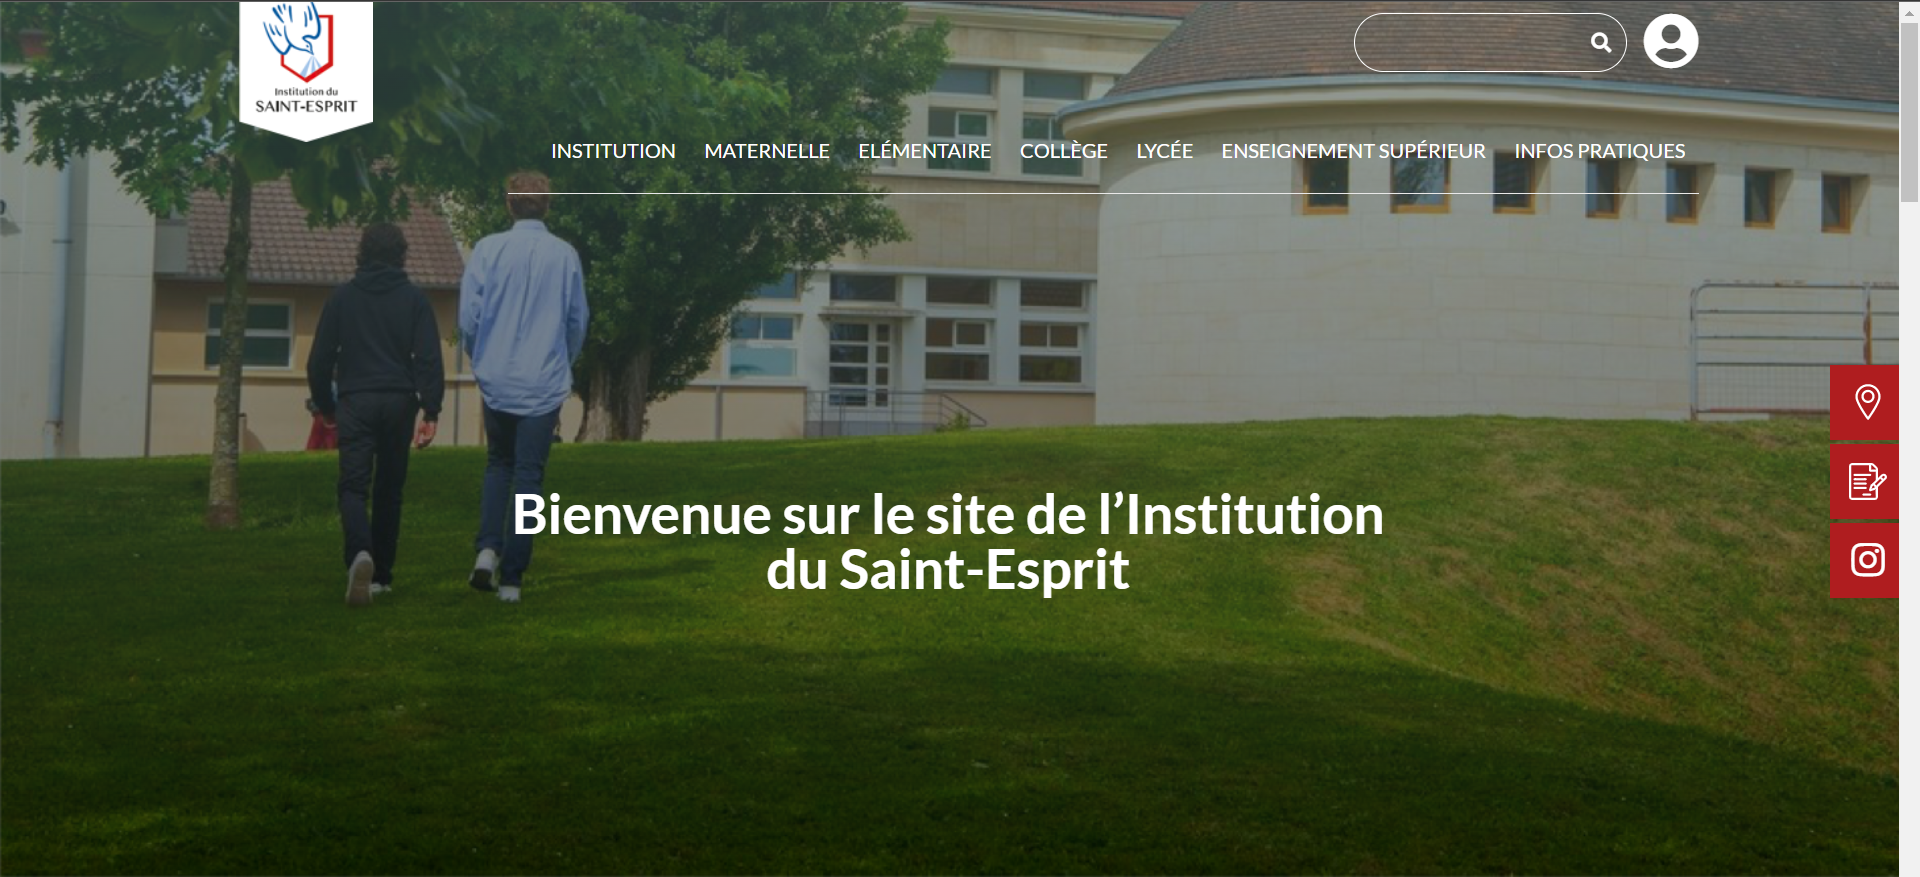 Institution du
SAINT-ESPRIT
INSTITUTION MATERNELLE ELÉMENTAIRE COLLÈGE LYCÉE ENSEIGNEMENT SUPÉRIEUR INFOS PRATIQUES
Bienvenue sur le site de l’Institution
du Saint-Esprit